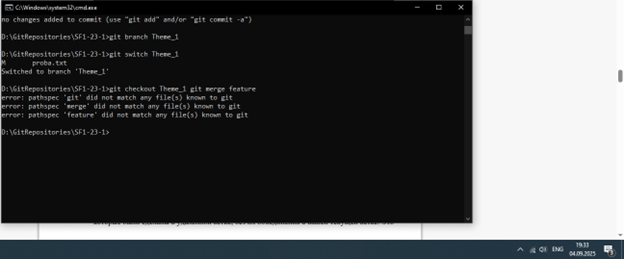 C:\Windows\system32\cmd.exe
no changes added to commit (use "git add" and/or "git commit -a")
D:\GitRepositories\SF1-23-1>git branch Theme_1
D:\GitRepositories\SF1-23-1>git switch Theme_1
M proba.txt
Switched to branch 'Theme_1'
D:\GitRepositories\SF1-23-1>git checkout Theme_1 git merge feature
error: pathspec 'git' did not match any file(s) known to git
error: pathspec 'merge' did not match any file(s) known to git
error: pathspec 'feature' did not match any file(s) known to git
D:\GitRepositories\SF1-23-1>
ENG
19:33
04.09.2025